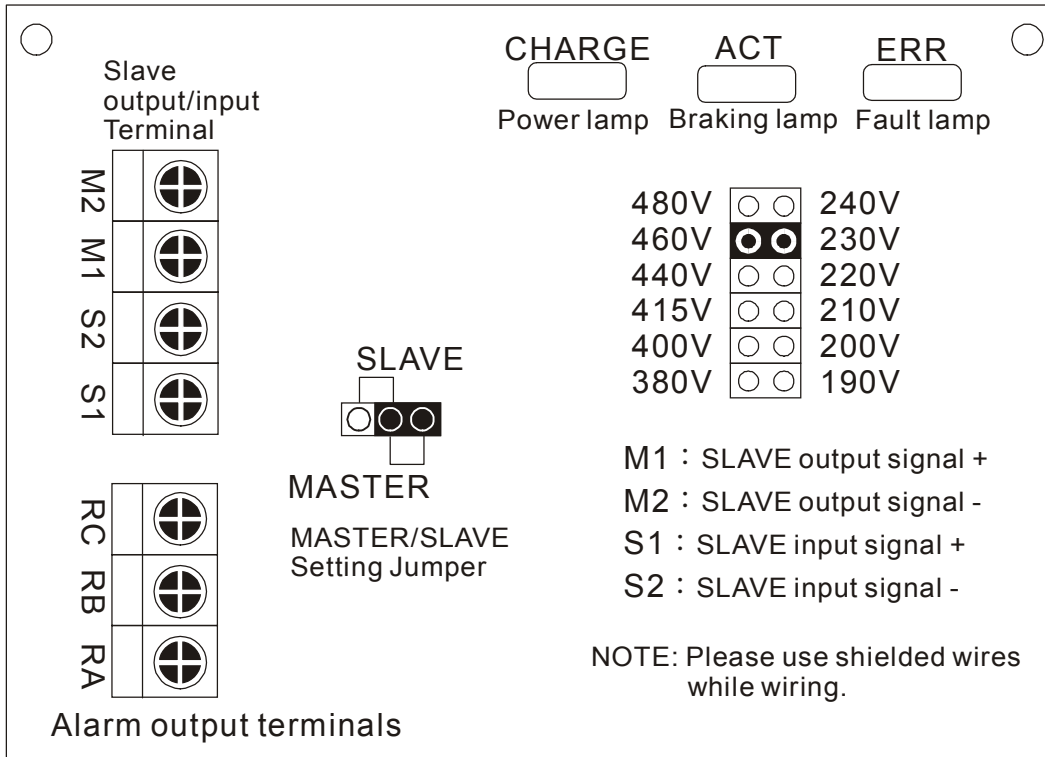 CHARGE ACT ERR
Power lamp Braking lamp Fault lamp
Slave
output/input
Terminal
M2
M1
S2
S1
480V 240V
460V 230V
440V 220V
415V 210V
400V 200V
380V 190V
SLAVE
MASTER
MASTER/SLAVE
Setting Jumper
M1 : SLAVE output signal +
M2 : SLAVE output signal -
S1 : SLAVE input signal +
S2 : SLAVE input signal -
RC
RB
RA
Alarm output terminals
NOTE: Please use shielded wires
while wiring.